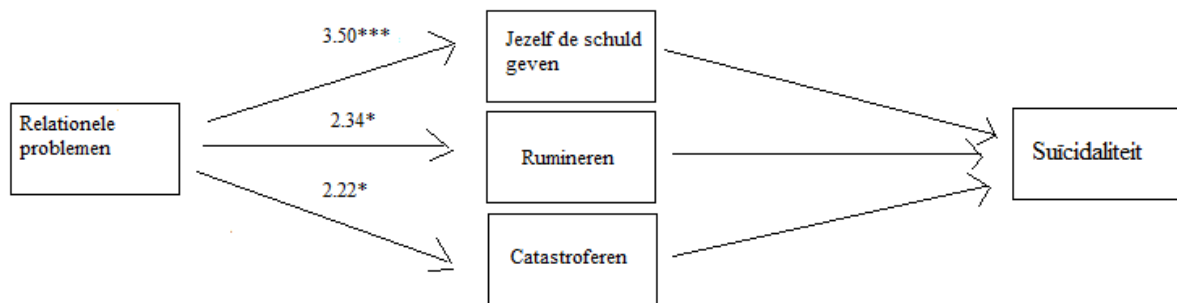 3.50***
Jezelf de schuld
geven
Relationele
problemen
2.34*
Rumineren
Suïcidaliteit
2.22*
Catastroferen